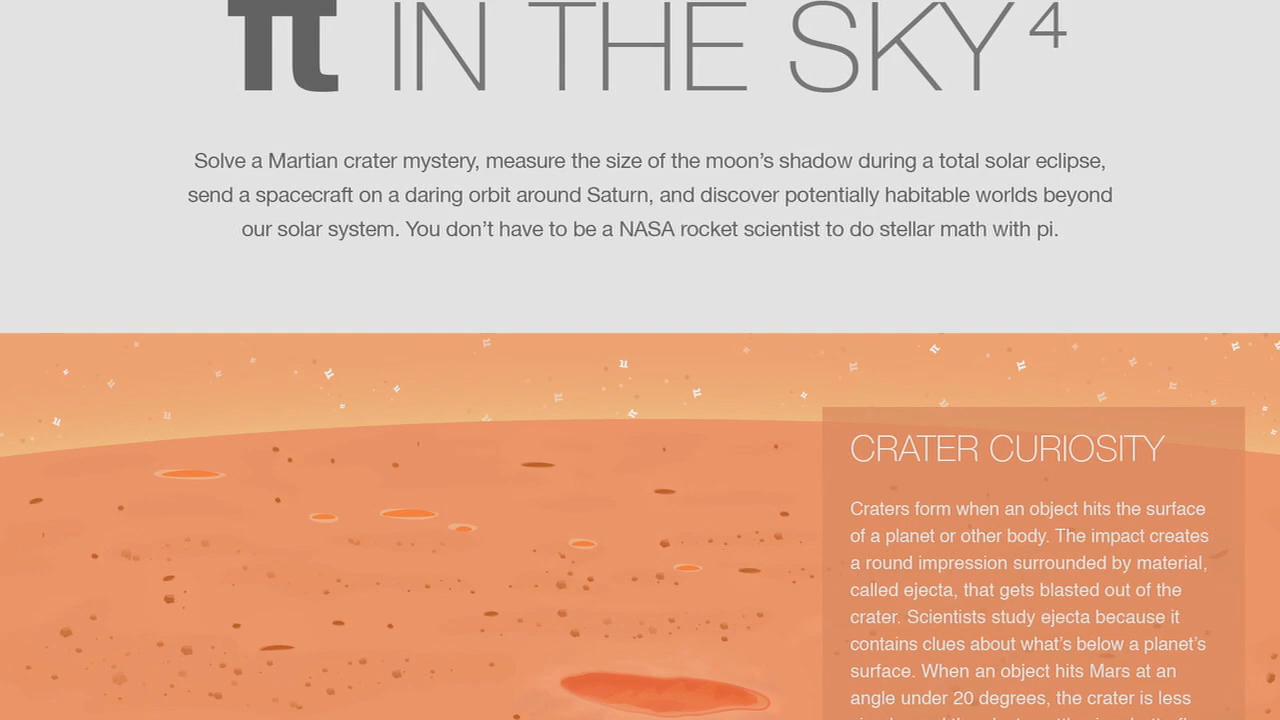 π IN THE SKY 4
Solve a Martian crater mystery, measure the size of the moon’s shadow during a total solar eclipse,
send a spacecraft on a daring orbit around Saturn, and discover potentially habitable worlds beyond
our solar system. You don’t have to be a NASA rocket scientist to do stellar math with pi.
CRATER CURIOSITY
Craters form when an object hits the surface
of a planet or other body. The impact creates
a round impression surrounded by material,
called ejecta, that gets blasted out of the
crater. Scientists study ejecta because it
contains clues about what’s below a planet’s
surface. When an object hits Mars at an
angle under 20 degrees, the crater is less